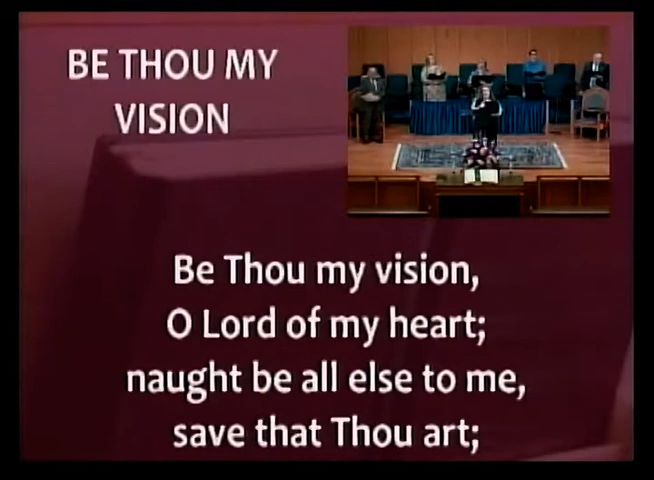 BE THOU MY
VISION
Be Thou my vision,
O Lord of my heart;
naught be all else to me,
save that Thou art;